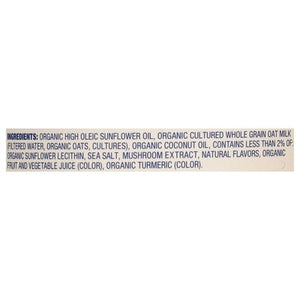 INGREDIENTS: ORGANIC HIGH OLEIC SUNFLOWER OIL, ORGANIC CULTURED WHOLE GRAIN OAT MILK
FILTERED WATER, ORGANIC OATS, CULTURES), ORGANIC COCONUT OIL, CONTAINS LESS THAN 2% OF:
ORGANIC SUNFLOWER LECITHIN, SEA SALT, MUSHROOM EXTRACT, NATURAL FLAVORS, ORGANIC
FRUIT AND VEGETABLE JUICE (COLOR), ORGANIC TURMERIC (COLOR).